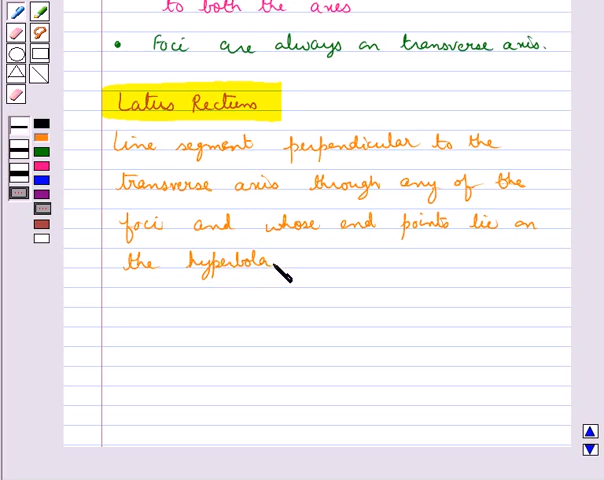 to both the axes
• Foci are always on transverse axis.
Latus Rectums
Line segment perpendicular to the
transverse axis through any of the
foci and whose end points lie on
the hyperbola